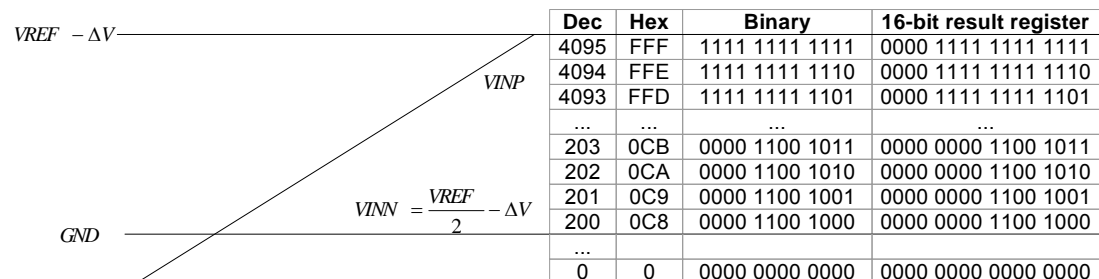 Dec Hex Binary 16-bit result register
VREF − ΔV
4095 FFF 1111 1111 1111 0000 1111 1111 1111
4094 FFE 1111 1111 1110 0000 1111 1111 1110
VINP
4093 FFD 1111 1111 1101 0000 1111 1111 1101
... ... ... ...
203 0CB 0000 1100 1011 0000 0000 1100 1011
202 0CA 0000 1100 1010 0000 0000 1100 1010
201 0C9 0000 1100 1001 0000 0000 1100 1001
VINN = VREF/2 − ΔV
200 0C8 0000 1100 1000 0000 0000 1100 1000
GND
...
0 0 0000 0000 0000 0000 0000 0000 0000